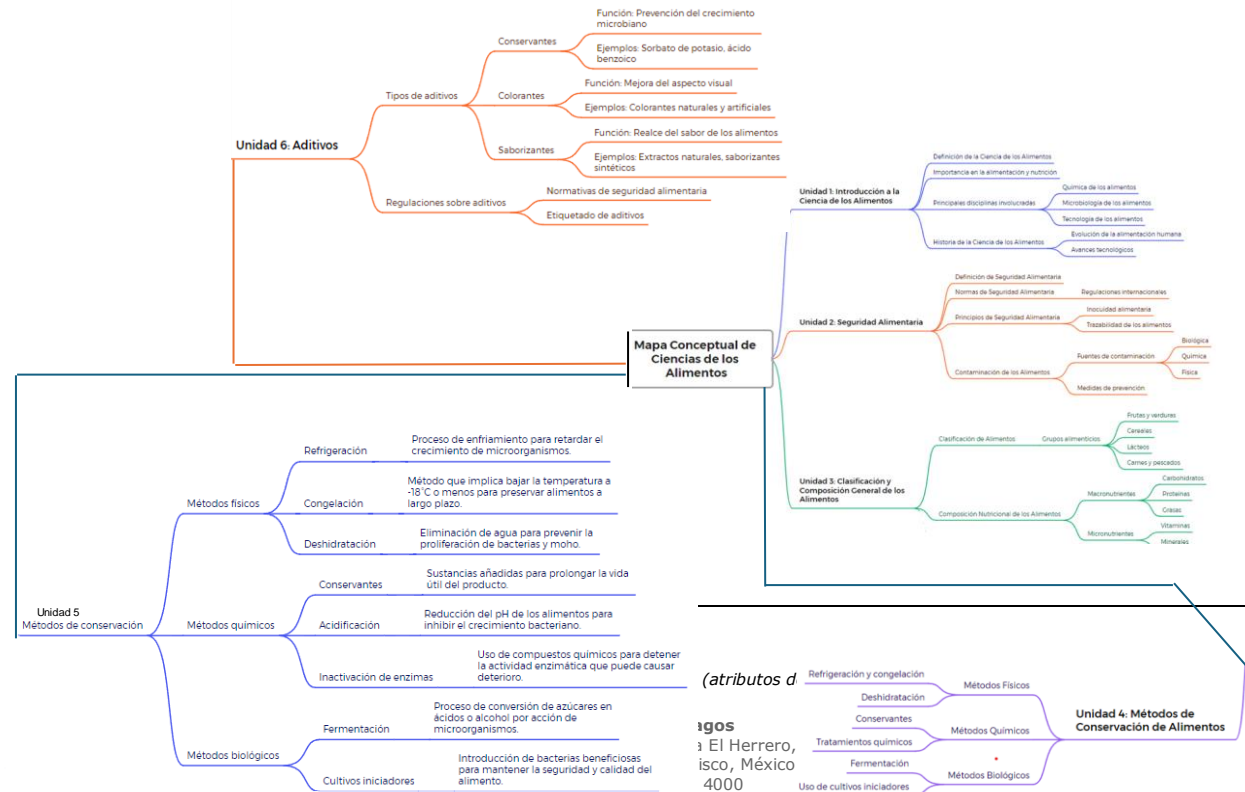 Unidad 6: Aditivos
Tipos de aditivos
Conservantes
Función: Prevención del crecimiento
microbiano
Ejemplos: Sorbato de potasio, ácido
benzoico
Colorantes
Función: Mejora del aspecto visual
Ejemplos: Colorantes naturales y artificiales
Saborizantes
Función: Realce del sabor de los alimentos
Ejemplos: Extractos naturales, saborizantes
sintéticos
Regulaciones sobre aditivos
Normativas de seguridad alimentaria
Etiquetado de aditivos
Mapa Conceptual de
Ciencias de los
Alimentos
Unidad 1: Introducción a la
Ciencia de los Alimentos
Definición de la Ciencia de los Alimentos
Importancia en la alimentación y nutrición
Principales disciplinas involucradas
Química de los alimentos
Microbiología de los alimentos
Tecnología de los alimentos
Historia de la Ciencia de los Alimentos
Evolución de la alimentación humana
Avances tecnológicos
Unidad 2: Seguridad Alimentaria
Definición de Seguridad Alimentaria
Normas de Seguridad Alimentaria
Regulaciones internacionales
Principios de Seguridad Alimentaria
Inocuidad alimentaria
Trazabilidad de los alimentos
Contaminación de los Alimentos
Fuentes de contaminación
Biológica
Química
Física
Medidas de prevención
Unidad 3: Clasificación y
Composición General de los
Alimentos
Clasificación de Alimentos
Grupos alimenticios
Frutas y verduras
Cereales
Lácteos
Carnes y pescados
Composición Nutricional de los Alimentos
Macronutrientes
Carbohidratos
Proteínas
Grasas
Micronutrientes
Vitaminas
Minerales
Unidad 5
Métodos de conservación
Métodos físicos
Refrigeración
Proceso de enfriamiento para retardar el
crecimiento de microorganismos.
Congelación
Método que implica bajar la temperatura a
-18°C o menos para preservar alimentos a
largo plazo.
Deshidratación
Eliminación de agua para prevenir la
proliferación de bacterias y moho.
Métodos químicos
Conservantes
Sustancias añadidas para prolongar la vida
útil del producto.
Acidificación
Reducción del pH de los alimentos para
inhibir el crecimiento bacteriano.
Inactivación de enzimas
Uso de compuestos químicos para detener
la actividad enzimática que puede causar
deterioro.
Métodos biológicos
Fermentación
Proceso de conversión de azúcares en
ácidos o alcohol por acción de
microorganismos.
Cultivos iniciadores
Introducción de bacterias beneficiosas
para mantener la seguridad y calidad del
alimento.
(atributos d
agos
a El Herrero,
isco, México
4000
Unidad 4: Métodos de
Conservación de Alimentos
Métodos Físicos
Refrigeración y congelación
Deshidratación
Métodos Químicos
Conservantes
Tratamientos químicos
Métodos Biológicos
Fermentación
Uso de cultivos iniciadores